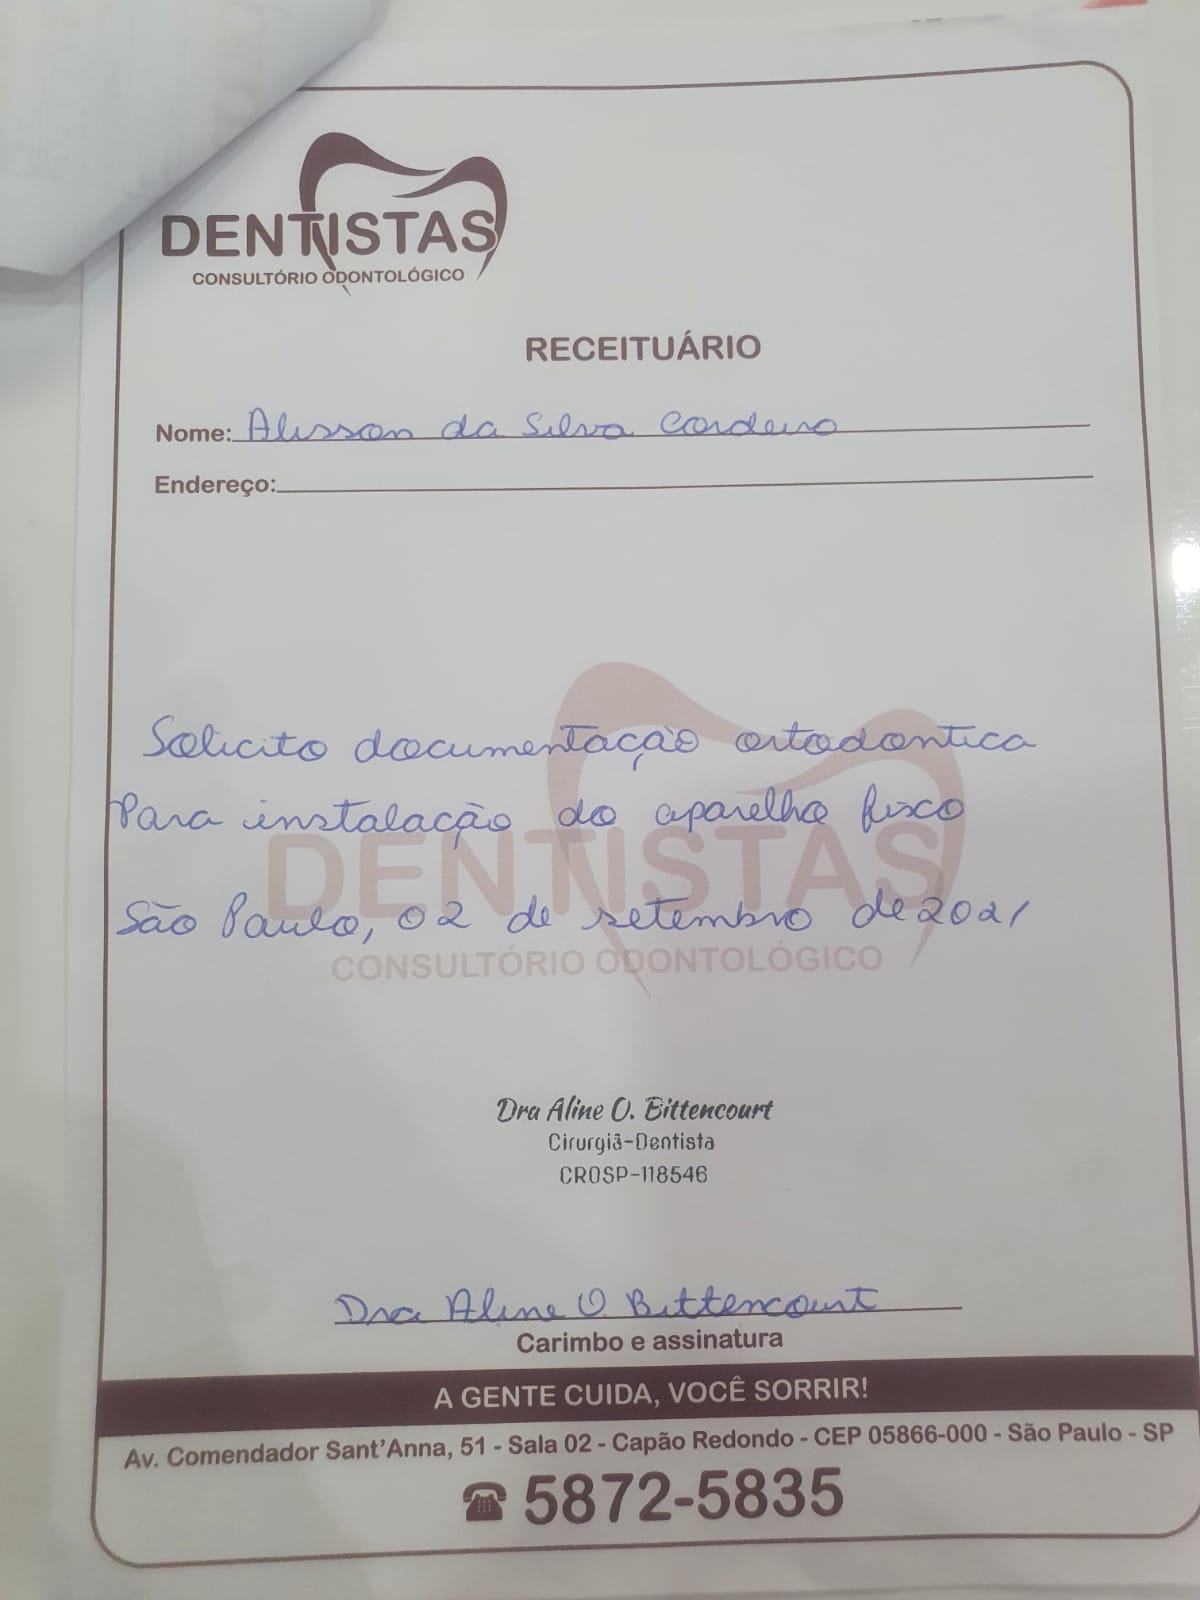 DENTISTAS
CONSULTÓRIO ODONTOLÓGICO
RECEITUÁRIO
Nome: Alisson da Silva Cordeiro
Endereço:
Solicito documentação ortodontica
Para instalação do aparelho fixo
São Paulo, 02 de setembro de 2021
DENTISTAS
CONSULTÓRIO ODONTOLÓGICO
Dra Aline O. Bittencourt
Cirurgiã-Dentista
CROSP-118546
Dra Aline O Bittencourt
Carimbo e assinatura
A GENTE CUIDA, VOCÊ SORRIR!
Av. Comendador Sant'Anna, 51 - Sala 02 - Capão Redondo - CEP 05866-000 - São Paulo - SP
5872-5835